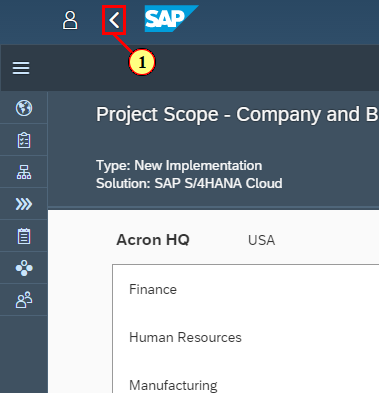 SAP
1
Project Scope - Company and B
Type: New Implementation
Solution: SAP S/4HANA Cloud
Acron HQ USA
Finance
Human Resources
Manufacturing